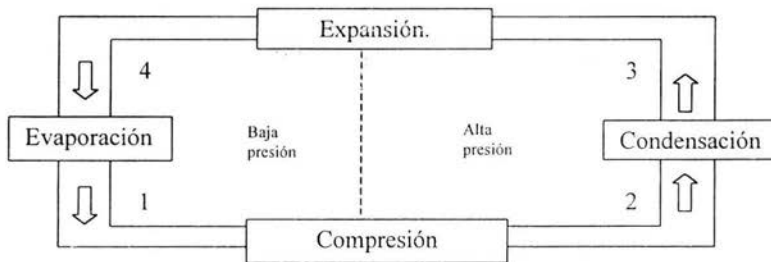 Expansión.
4
3
Evaporación
Baja
presión
Alta
presión
Condensación
1
2
Compresión